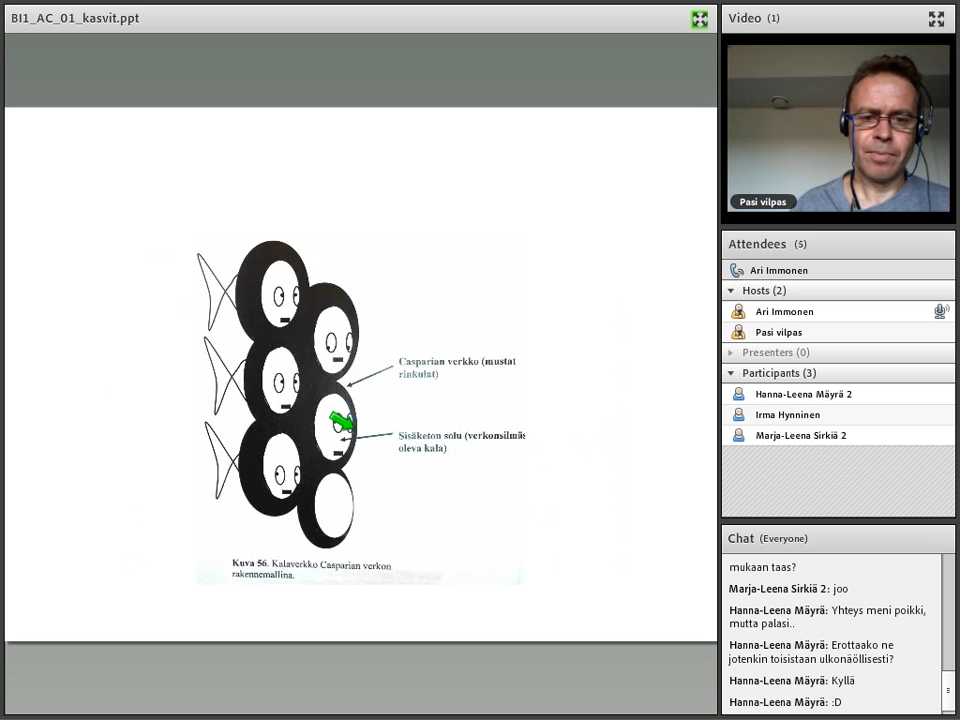 BI1_AC_01_kasvit.ppt
Casparian verkko (mustat
rinkulat)
Sisäketon solu (verkonsilmäs
oleva kala)
Kuva 56. Kalaverkko Casparian verkon
rakennemallina.
Video (1)
Pasi vilpas
Attendees (5)
Ari Immonen
Hosts (2)
Ari Immonen
Pasi vilpas
Presenters (0)
Participants (3)
Hanna-Leena Mäyrä 2
Irma Hynninen
Marja-Leena Sirkiä 2
Chat (Everyone)
mukaan taas?
Marja-Leena Sirkiä 2: joo
Hanna-Leena Mäyrä: Yhteys meni poikki,
mutta palasi..
Hanna-Leena Mäyrä: Erottaako ne
jotenkin toisistaan ulkonäöllisesti?
Hanna-Leena Mäyrä: Kyllä
Hanna-Leena Mäyrä: :D